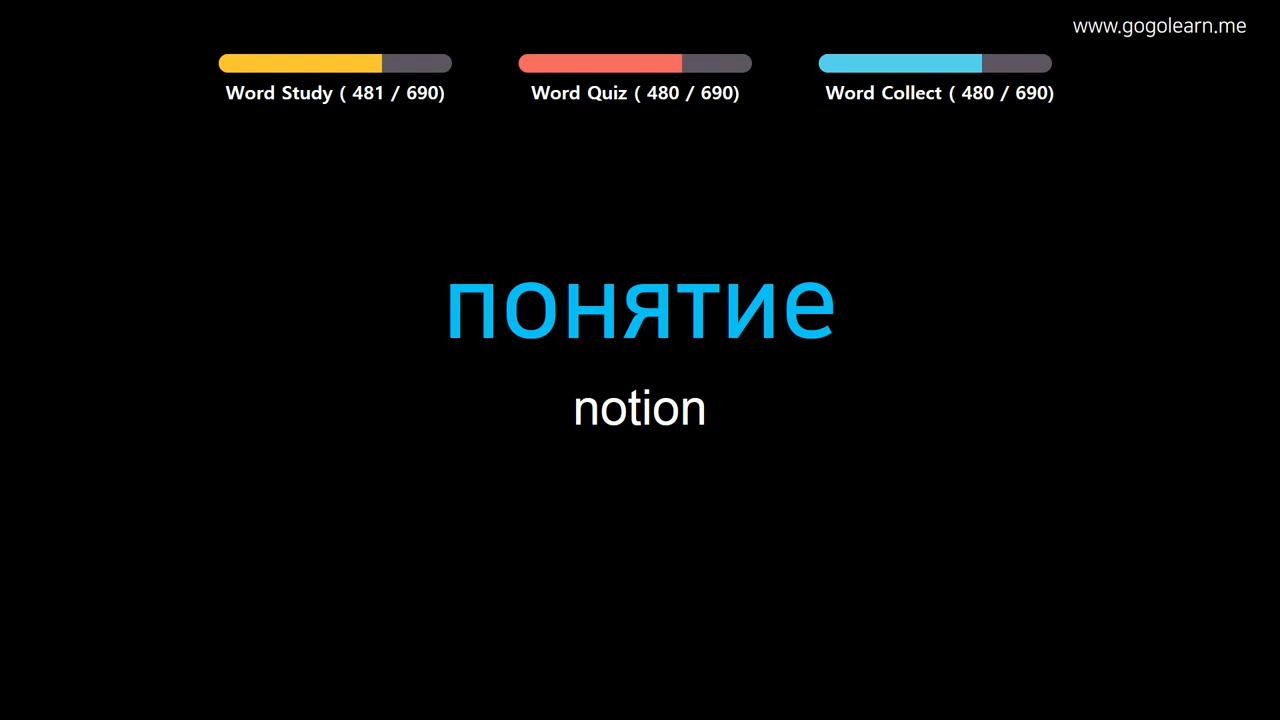 www.gogolearn.me
Word Study ( 481 / 690)
Word Quiz ( 480 / 690)
Word Collect ( 480 / 690)
понятие
notion